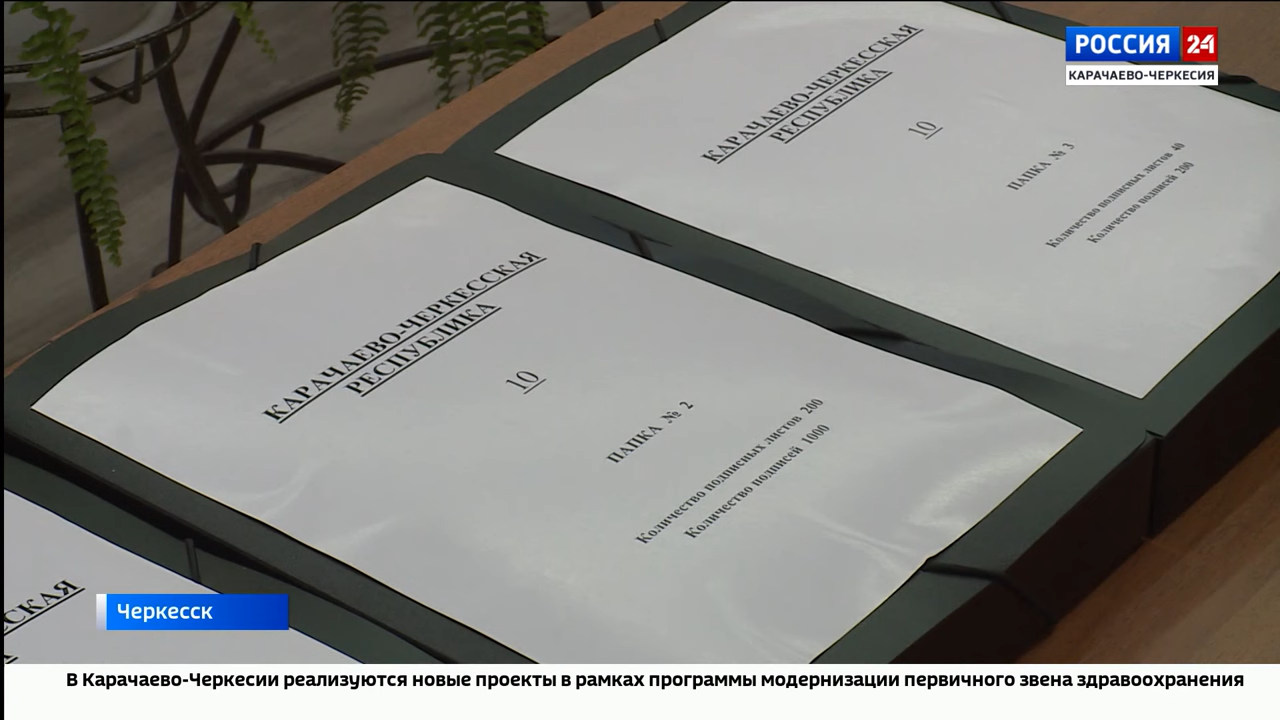 РОССИЯ 24
КАРАЧАЕВО-ЧЕРКЕСИЯ
КАРАЧАЕВО-ЧЕРКЕССКАЯ
РЕСПУБЛИКА
10
ПАПКА № 3
Количество подписных листов 40
Количество подписей 200
КАРАЧАЕВО-ЧЕРКЕССКАЯ
РЕСПУБЛИКА
10
ПАПКА № 2
Количество подписных листов 200
Количество подписей 1000
ССКАЯ
Черкесск
В Карачаево-Черкесии реализуются новые проекты в рамках программы модернизации первичного звена здравоохранения